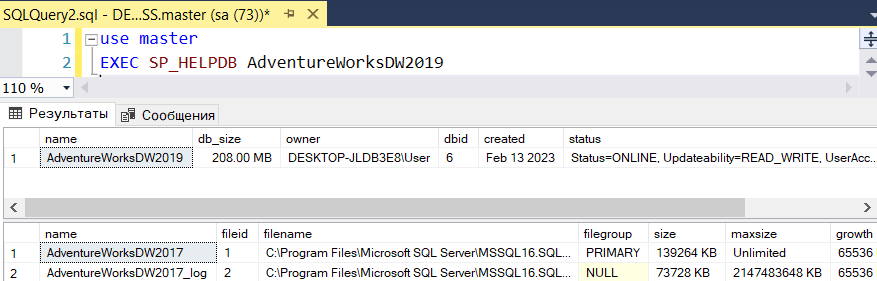 SQLQuery2.sql - DE...SS.master (sa (73))*
1 use master
2 EXEC SP_HELPDB AdventureWorksDW2019
110 %
Результаты Сообщения
name db_size owner dbid created status
1 AdventureWorksDW2019 208.00 MB DESKTOP-JLDB3E8\User 6 Feb 13 2023 Status=ONLINE, Updateability=READ_WRITE, UserAcc...
name fileid filename filegroup size maxsize growth
1 AdventureWorksDW2017 1 C:\Program Files\Microsoft SQL Server\MSSQL16.SQL... PRIMARY 139264 KB Unlimited 65536
2 AdventureWorksDW2017_log 2 C:\Program Files\Microsoft SQL Server\MSSQL16.SQL... NULL 73728 KB 2147483648 KB 65536